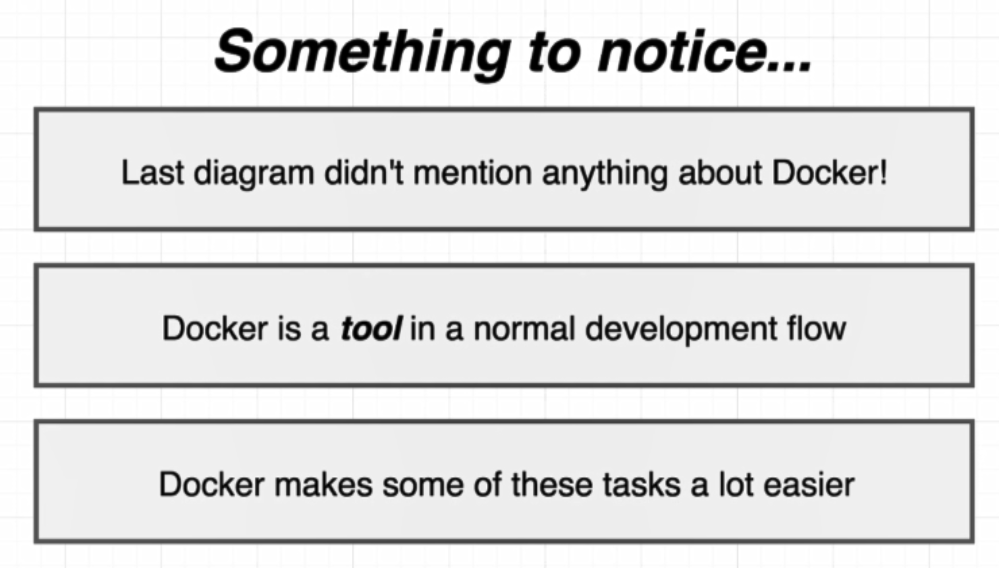 Something to notice...
Last diagram didn't mention anything about Docker!
Docker is a tool in a normal development flow
Docker makes some of these tasks a lot easier